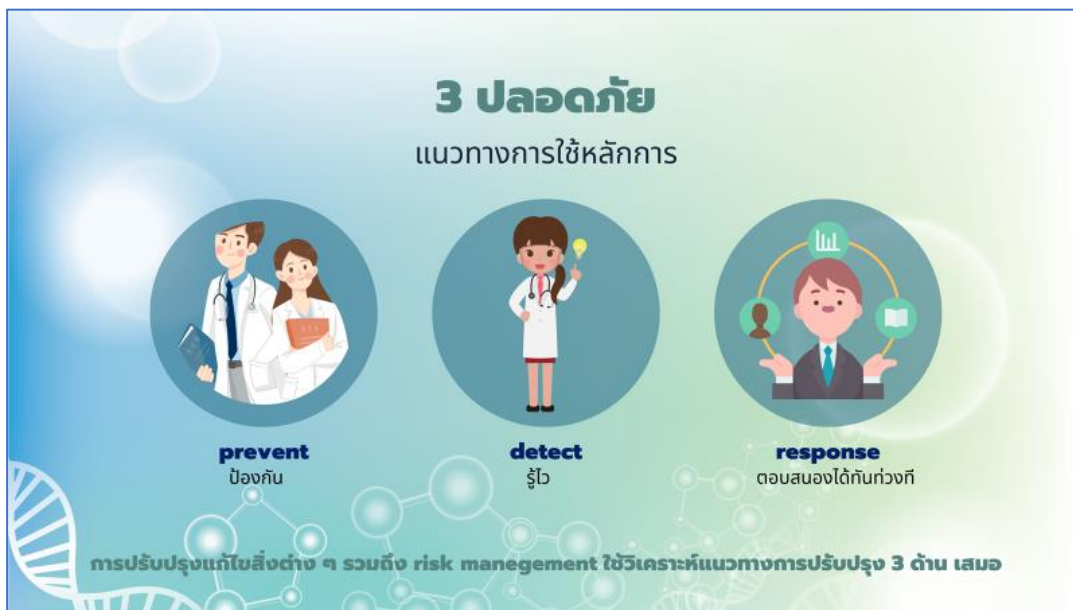 3 ปลอดภัย
แนวทางการใช้หลักการ
prevent
ป้องกัน
detect
รู้ไว
response
ตอบสนองได้ทันท่วงที
การปรับปรุงแก้ไขสิ่งต่าง ๆ รวมถึง risk manegement ใช้วิเคราะห์แนวทางการปรับปรุง 3 ด้าน เสมอ